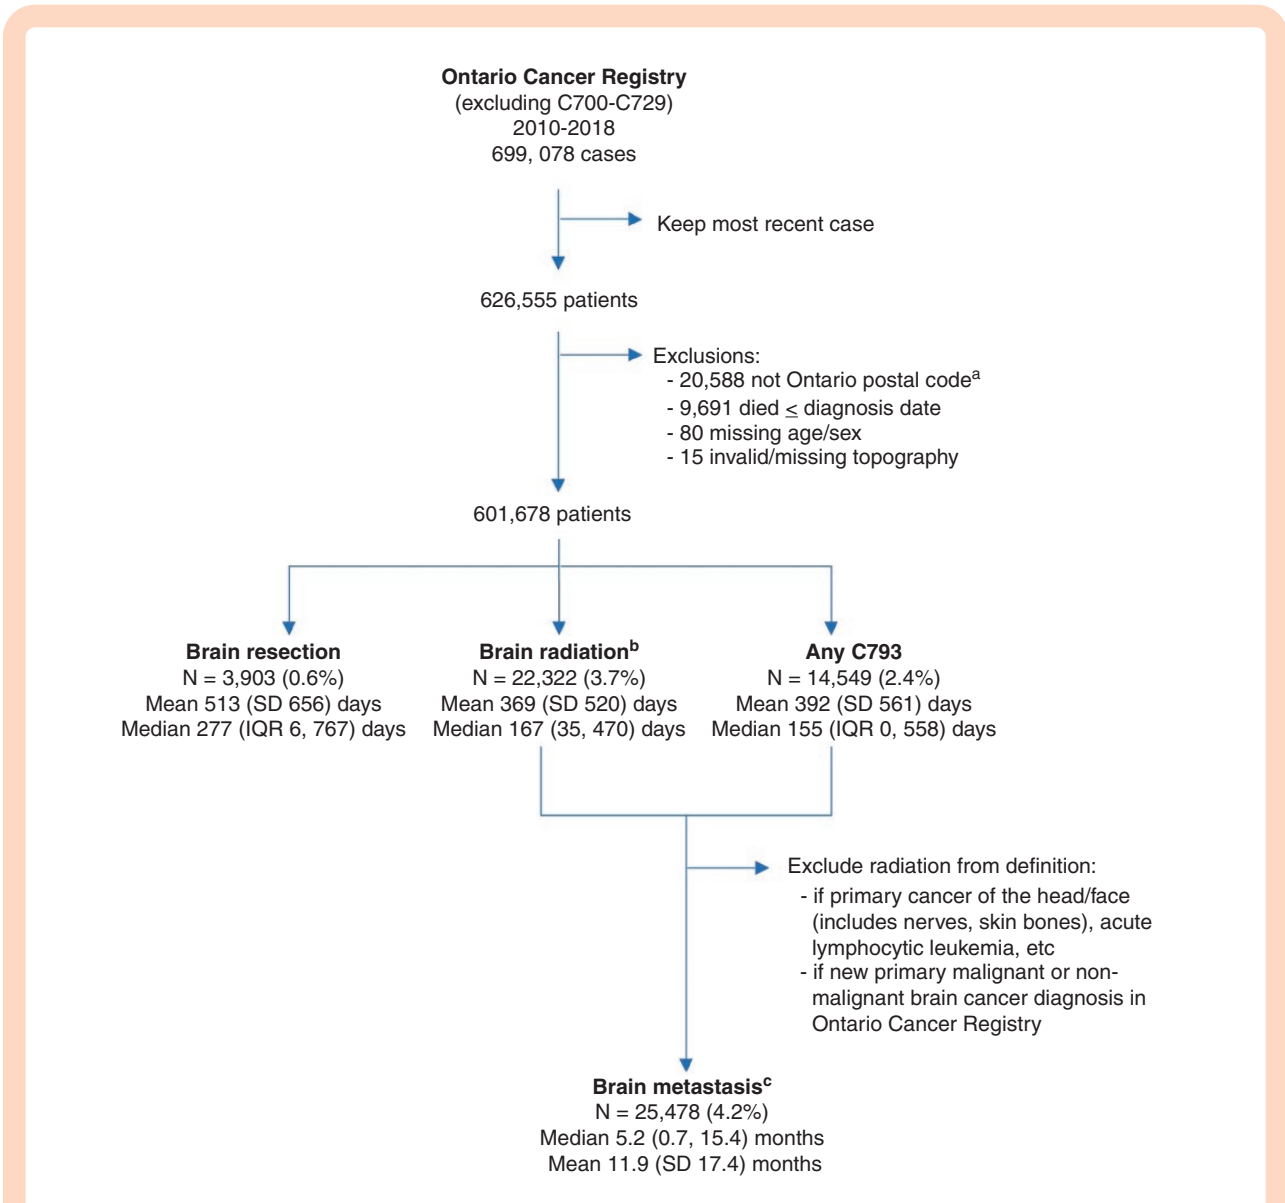 Ontario Cancer Registry
(excluding C700-C729)
2010-2018
699, 078 cases
Keep most recent case
626,555 patients
Exclusions:
- 20,588 not Ontario postal codeᵃ
- 9,691 died ≤ diagnosis date
- 80 missing age/sex
- 15 invalid/missing topography
601,678 patients
Brain resection
N = 3,903 (0.6%)
Mean 513 (SD 656) days
Median 277 (IQR 6, 767) days
Brain radiationᵇ
N = 22,322 (3.7%)
Mean 369 (SD 520) days
Median 167 (35, 470) days
Any C793
N = 14,549 (2.4%)
Mean 392 (SD 561) days
Median 155 (IQR 0, 558) days
Exclude radiation from definition:
- if primary cancer of the head/face
(includes nerves, skin bones), acute
lymphocytic leukemia, etc
- if new primary malignant or non-
malignant brain cancer diagnosis in
Ontario Cancer Registry
Brain metastasisᶜ
N = 25,478 (4.2%)
Median 5.2 (0.7, 15.4) months
Mean 11.9 (SD 17.4) months